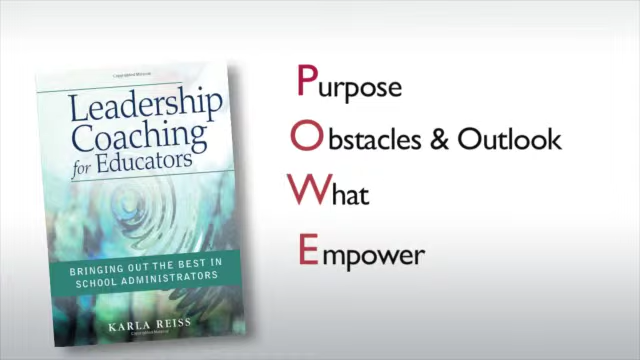 Leadership
Coaching
for Educators
BRINGING OUT THE BEST IN
SCHOOL ADMINISTRATORS
KARLA REISS
Purpose
Obstacles & Outlook
What
Empower